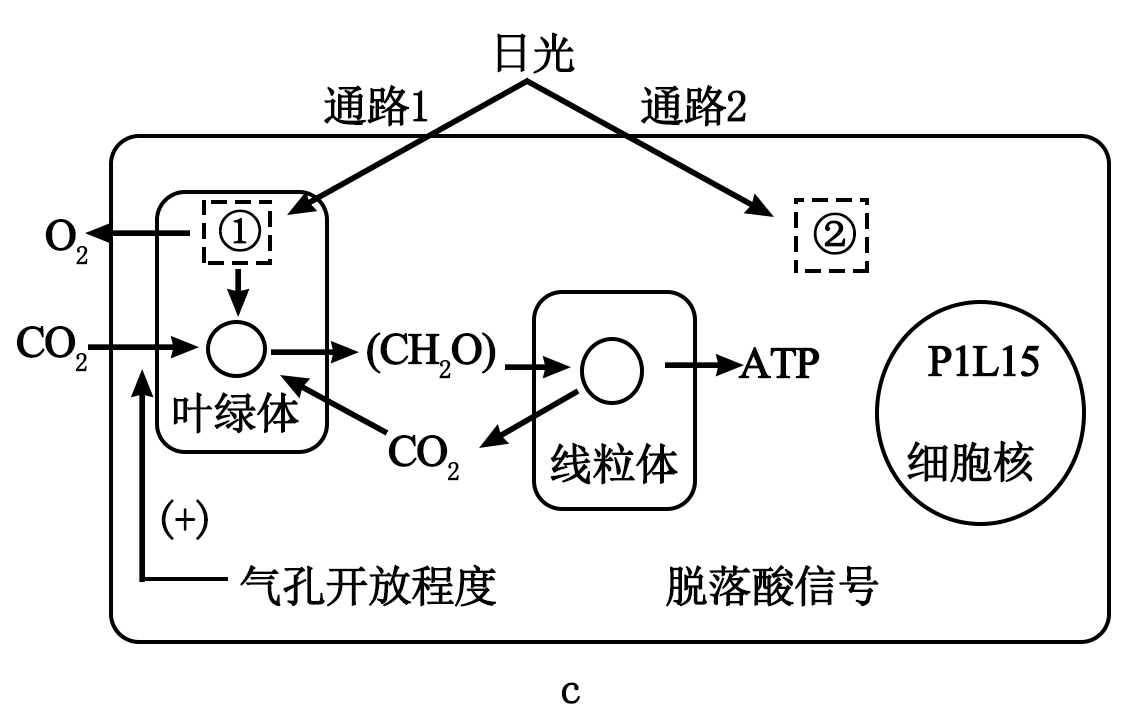 日光
通路1
通路2
①
②
O₂
CO₂
(CH₂O)
ATP
P1L15
叶绿体
CO₂
线粒体
细胞核
(+)
气孔开放程度
脱落酸信号
c